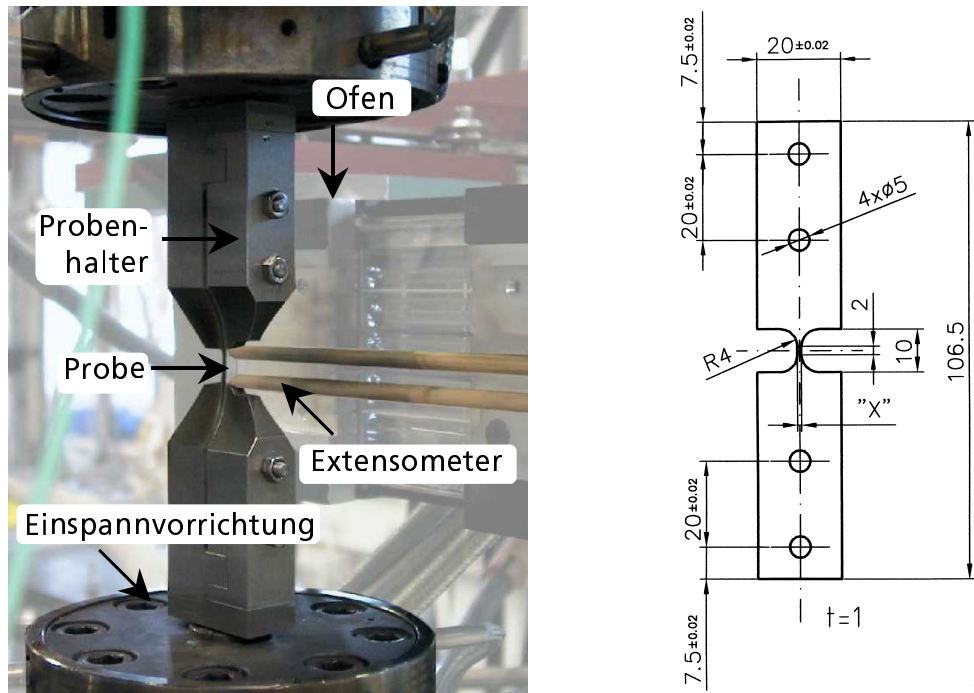 Ofen
Proben-
halter
Probe
Extensometer
Einspannvorrichtung
20±0.02
7.5±0.02
20±0.02
4xø5
2
R4
10
106.5
"X"
20±0.02
7.5±0.02
t=1